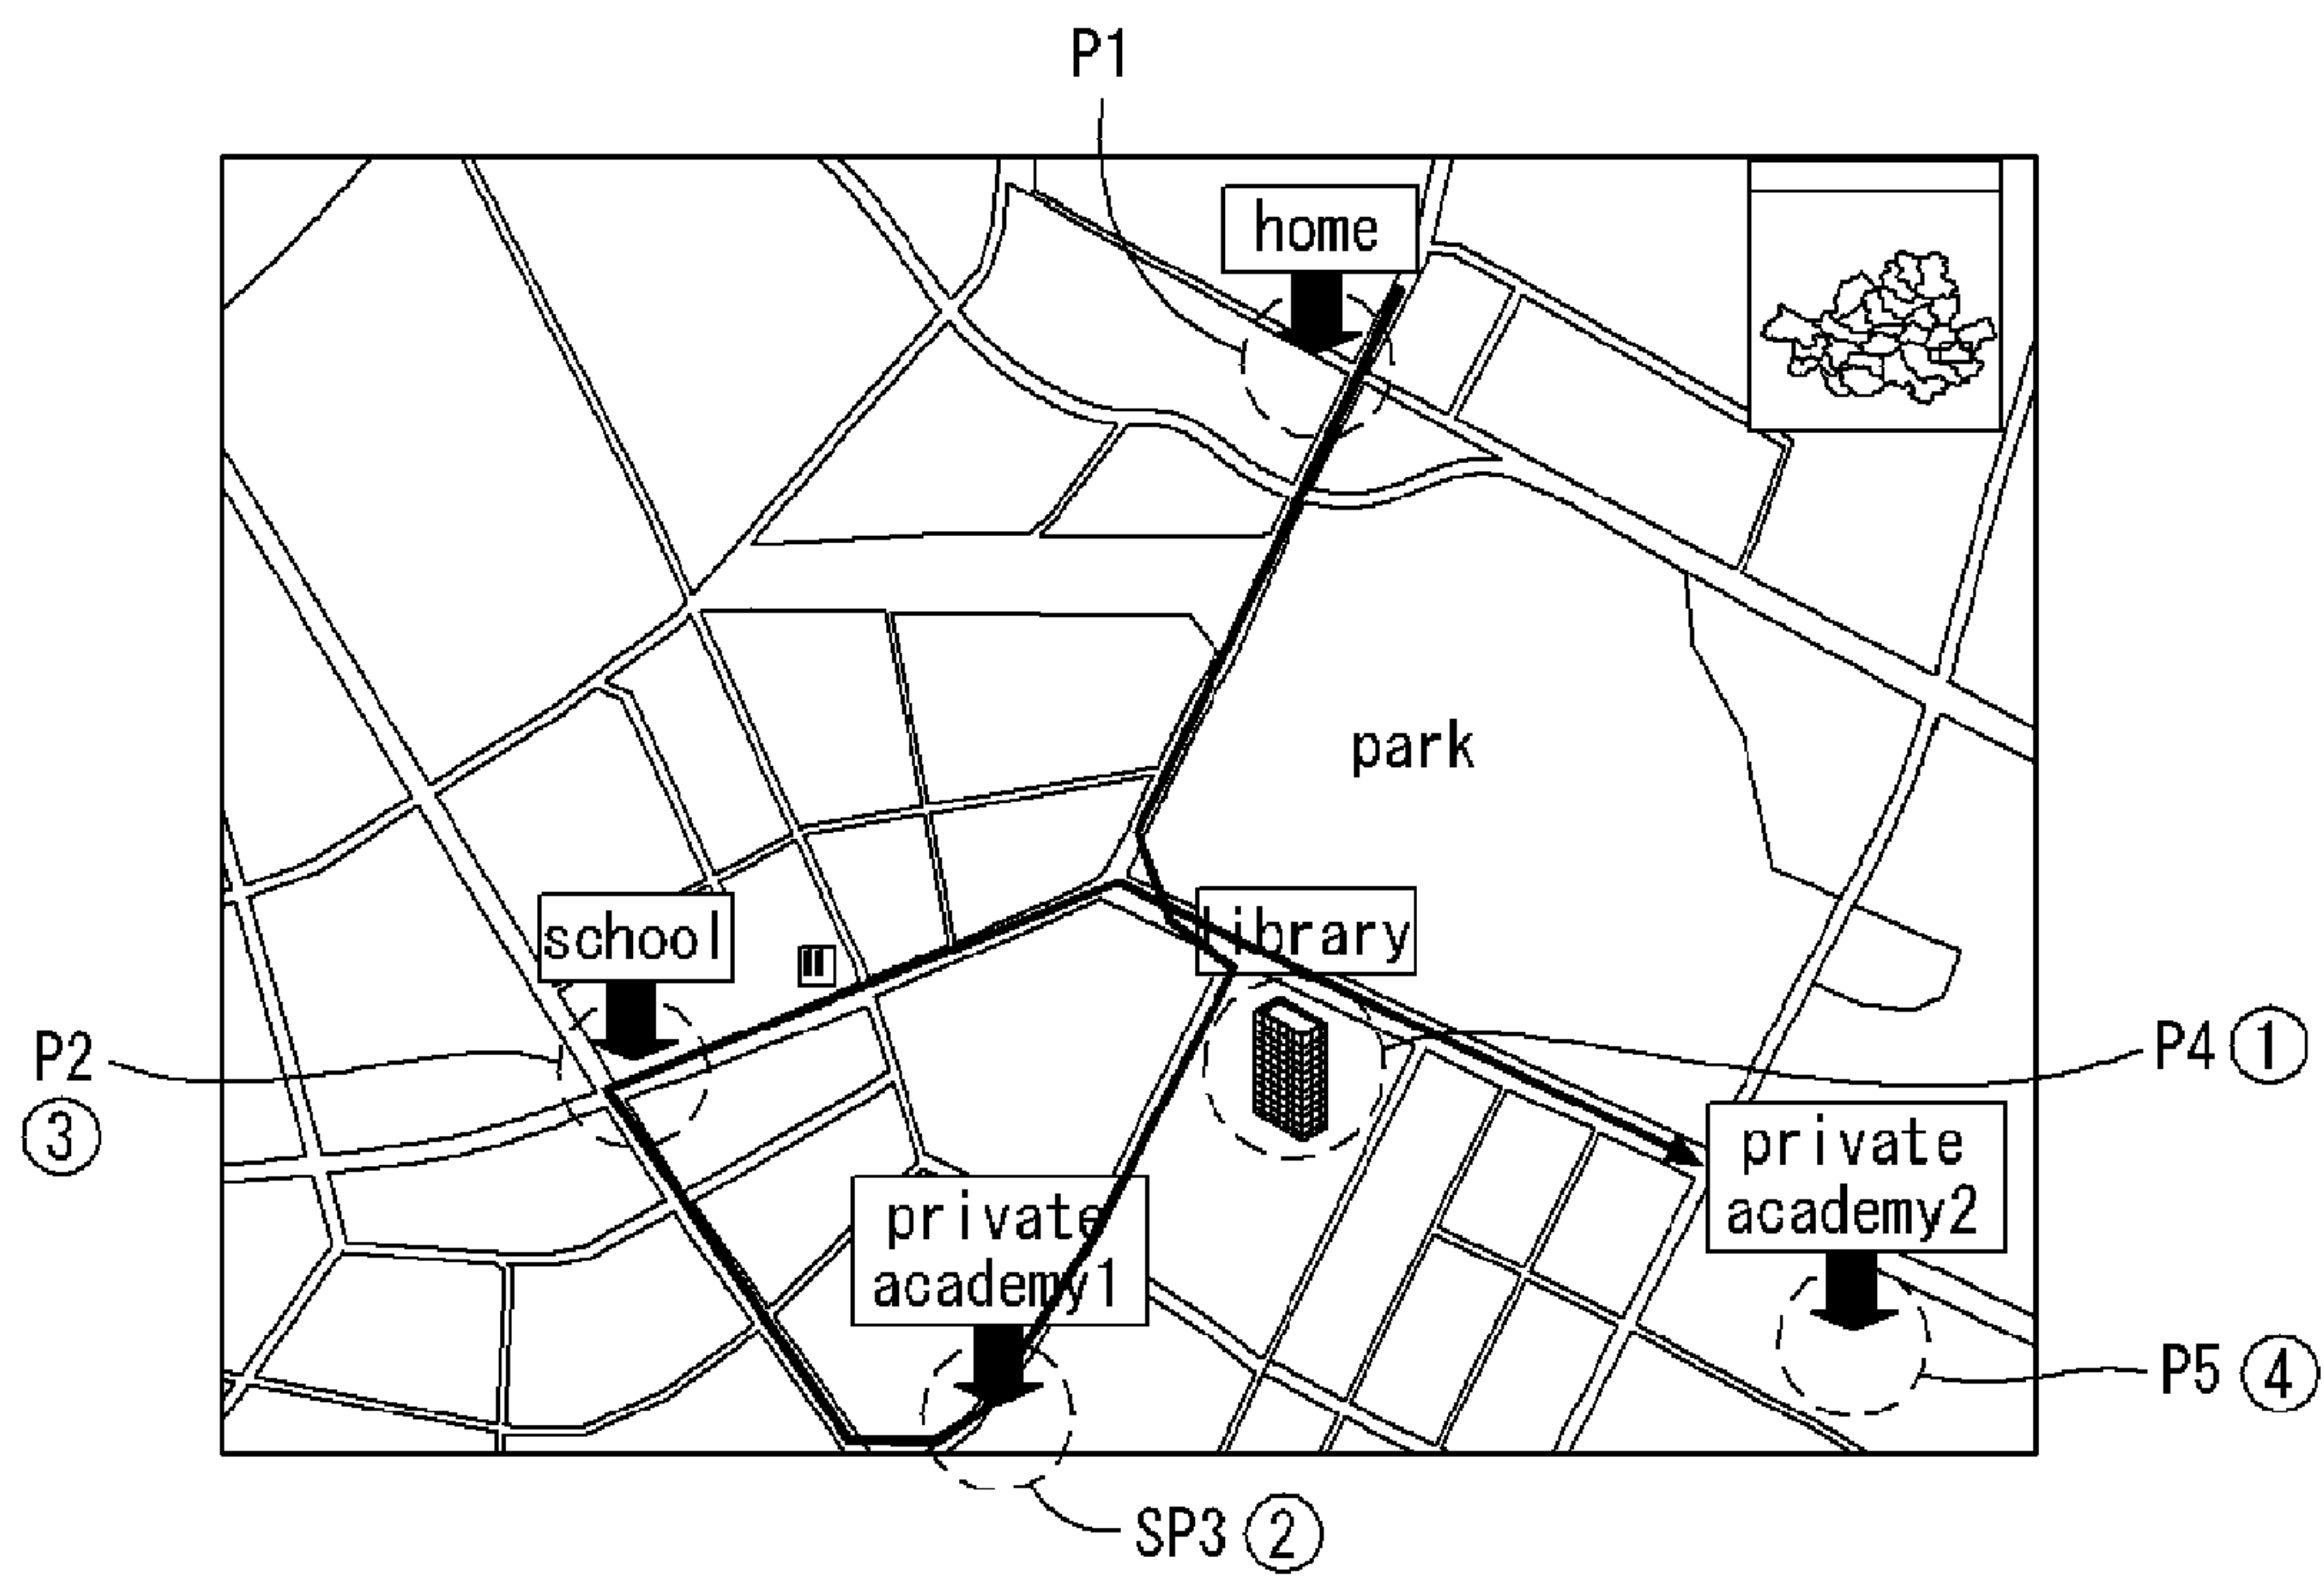 P1
home
park
library
school
P2
③
P4 ①
private
academy2
private
academy1
P5 ④
SP3 ②